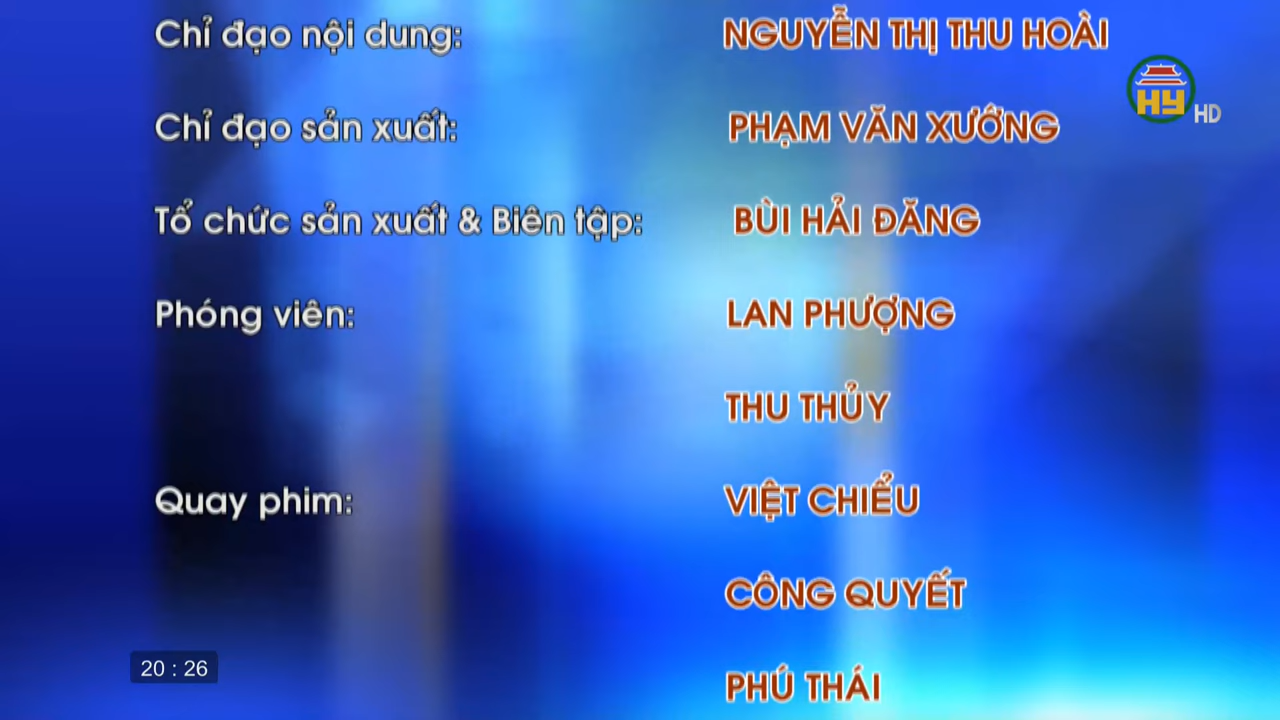 Chỉ đạo nội dung: NGUYỄN THỊ THU HOÀI
HY HD
Chỉ đạo sản xuất: PHẠM VĂN XƯỚNG
Tổ chức sản xuất & Biên tập: BÙI HẢI ĐĂNG
Phóng viên: LAN PHƯỢNG
THU THỦY
Quay phim: VIỆT CHIỂU
CÔNG QUYẾT
20 : 26
PHÚ THÁI